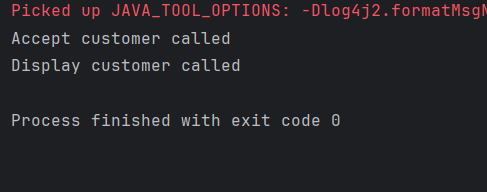 Picked up JAVA_TOOL_OPTIONS: -Dlog4j2.formatMsgN
Accept customer called
Display customer called
Process finished with exit code 0